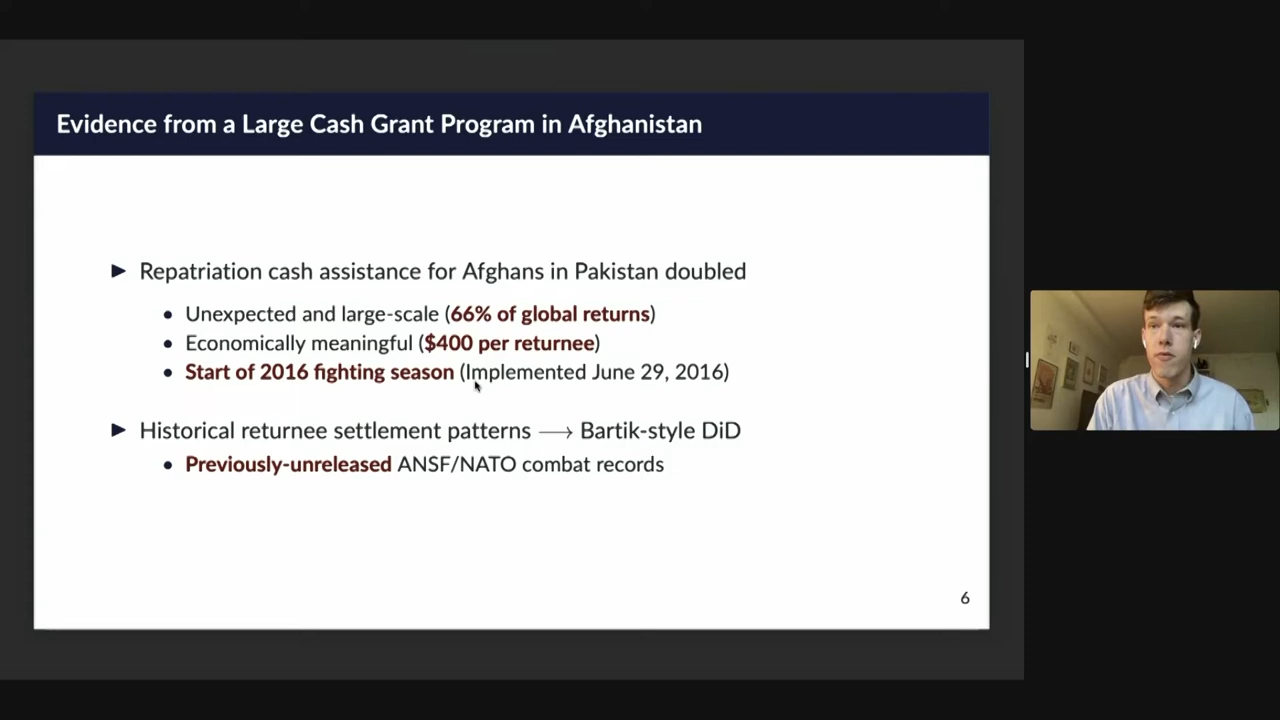 Evidence from a Large Cash Grant Program in Afghanistan
► Repatriation cash assistance for Afghans in Pakistan doubled
• Unexpected and large-scale (66% of global returns)
• Economically meaningful ($400 per returnee)
• Start of 2016 fighting season (Implemented June 29, 2016)
► Historical returnee settlement patterns ⟶ Bartik-style DiD
• Previously-unreleased ANSF/NATO combat records
6